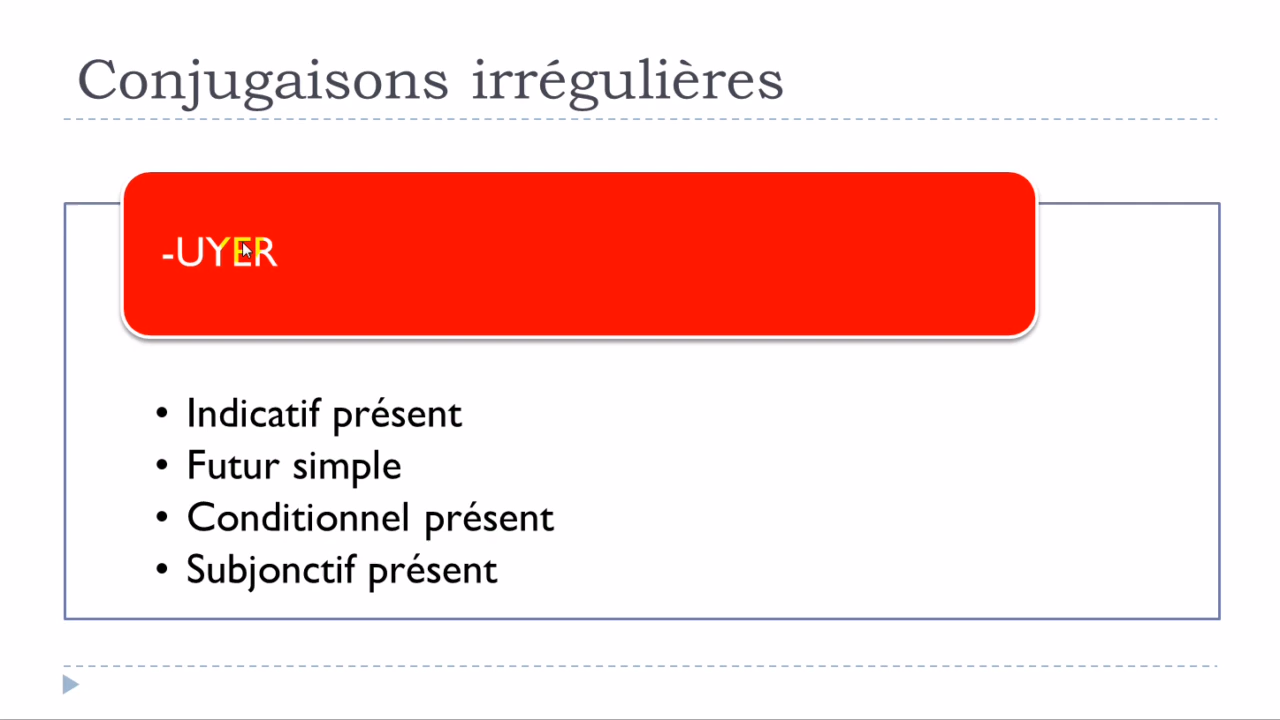 Conjugaisons irrégulières
-UYER
• Indicatif présent
• Futur simple
• Conditionnel présent
• Subjonctif présent